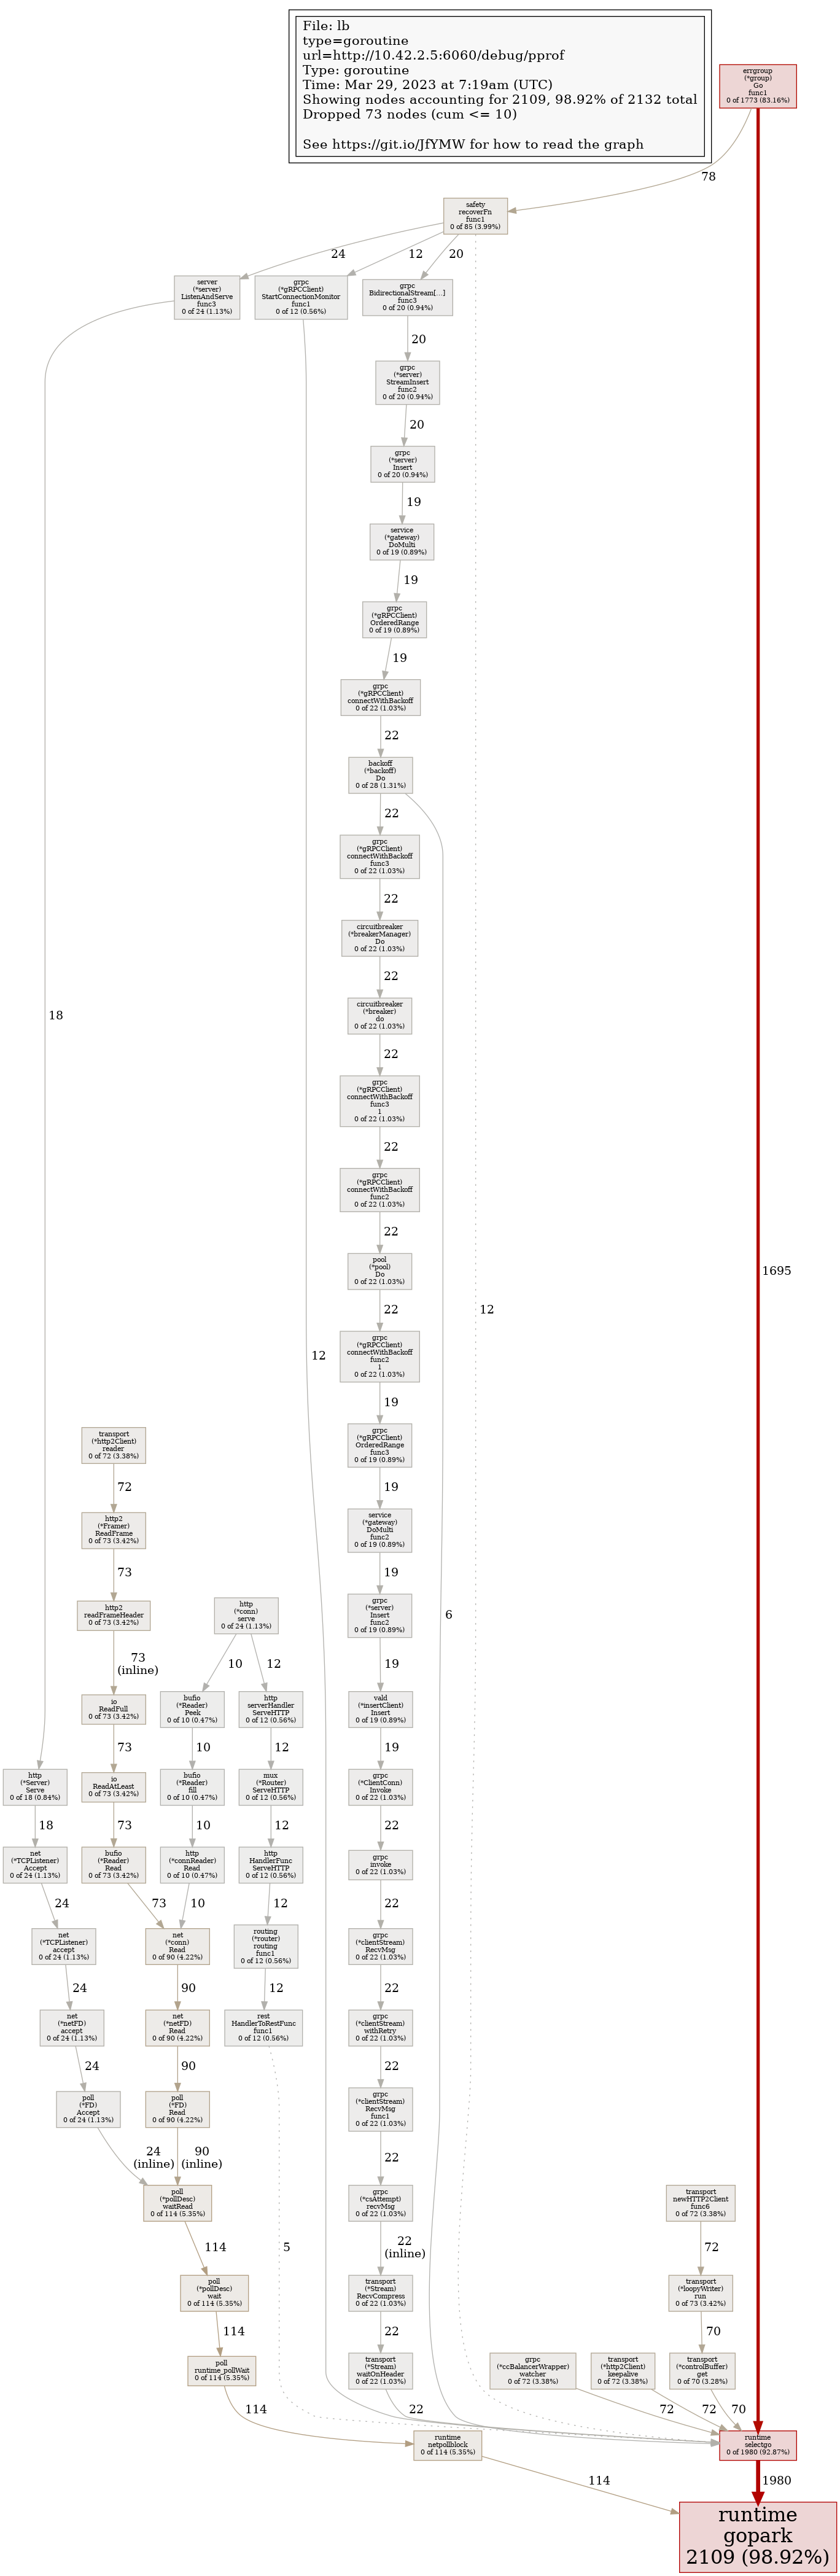 File: lb
type=goroutine
url=http://10.42.2.5:6060/debug/pprof
Type: goroutine
Time: Mar 29, 2023 at 7:19am (UTC)
Showing nodes accounting for 2109, 98.92% of 2132 total
Dropped 73 nodes (cum <= 10)
See https://git.io/JfYMW for how to read the graph
errgroup
(*group)
Go
func1
0 of 1773 (83.16%)
78
safety
recoverFn
func1
0 of 85 (3.99%)
24
12
20
server
(*server)
ListenAndServe
func3
0 of 24 (1.13%)
grpc
(*gRPCClient)
StartConnectionMonitor
func1
0 of 12 (0.56%)
grpc
BidirectionalStream[...]
func3
0 of 20 (0.94%)
20
grpc
(*server)
StreamInsert
func2
0 of 20 (0.94%)
20
grpc
(*server)
Insert
0 of 20 (0.94%)
19
service
(*gateway)
DoMulti
0 of 19 (0.89%)
19
grpc
(*gRPCClient)
OrderedRange
0 of 19 (0.89%)
19
grpc
(*gRPCClient)
connectWithBackoff
0 of 22 (1.03%)
22
backoff
(*backoff)
Do
0 of 28 (1.31%)
22
grpc
(*gRPCClient)
connectWithBackoff
func3
0 of 22 (1.03%)
22
circuitbreaker
(*breakerManager)
Do
0 of 22 (1.03%)
22
circuitbreaker
(*breaker)
do
0 of 22 (1.03%)
18
22
grpc
(*gRPCClient)
connectWithBackoff
func3
1
0 of 22 (1.03%)
22
grpc
(*gRPCClient)
connectWithBackoff
func2
0 of 22 (1.03%)
22
pool
(*pool)
Do
0 of 22 (1.03%)
1695
12
22
grpc
(*gRPCClient)
connectWithBackoff
func2
1
0 of 22 (1.03%)
12
19
grpc
(*gRPCClient)
OrderedRange
func3
0 of 19 (0.89%)
transport
(*http2Client)
reader
0 of 72 (3.38%)
72
19
http2
(*Framer)
ReadFrame
0 of 73 (3.42%)
service
(*gateway)
DoMulti
func2
0 of 19 (0.89%)
73
19
http2
readFrameHeader
0 of 73 (3.42%)
http
(*conn)
serve
0 of 24 (1.13%)
grpc
(*server)
Insert
func2
0 of 19 (0.89%)
6
73
(inline)
10
12
19
io
ReadFull
0 of 73 (3.42%)
bufio
(*Reader)
Peek
0 of 10 (0.47%)
http
serverHandler
ServeHTTP
0 of 12 (0.56%)
vald
(*insertClient)
Insert
0 of 19 (0.89%)
73
10
12
19
http
(*Server)
Serve
0 of 18 (0.84%)
io
ReadAtLeast
0 of 73 (3.42%)
bufio
(*Reader)
fill
0 of 10 (0.47%)
mux
(*Router)
ServeHTTP
0 of 12 (0.56%)
grpc
(*ClientConn)
Invoke
0 of 22 (1.03%)
18
73
10
12
22
net
(*TCPListener)
Accept
0 of 24 (1.13%)
bufio
(*Reader)
Read
0 of 73 (3.42%)
http
(*connReader)
Read
0 of 10 (0.47%)
http
HandlerFunc
ServeHTTP
0 of 12 (0.56%)
grpc
invoke
0 of 22 (1.03%)
24
73
10
12
22
net
(*TCPListener)
accept
0 of 24 (1.13%)
net
(*conn)
Read
0 of 90 (4.22%)
routing
(*router)
routing
func1
0 of 12 (0.56%)
grpc
(*clientStream)
RecvMsg
0 of 22 (1.03%)
24
90
12
22
net
(*netFD)
accept
0 of 24 (1.13%)
net
(*netFD)
Read
0 of 90 (4.22%)
rest
HandlerToRestFunc
func1
0 of 12 (0.56%)
grpc
(*clientStream)
withRetry
0 of 22 (1.03%)
24
90
22
poll
(*FD)
Accept
0 of 24 (1.13%)
poll
(*FD)
Read
0 of 90 (4.22%)
grpc
(*clientStream)
RecvMsg
func1
0 of 22 (1.03%)
24
(inline)
90
(inline)
22
poll
(*pollDesc)
waitRead
0 of 114 (5.35%)
grpc
(*csAttempt)
recvMsg
0 of 22 (1.03%)
transport
newHTTP2Client
func6
0 of 72 (3.38%)
114
5
22
(inline)
72
poll
(*pollDesc)
wait
0 of 114 (5.35%)
transport
(*Stream)
RecvCompress
0 of 22 (1.03%)
transport
(*loopyWriter)
run
0 of 73 (3.42%)
114
22
70
poll
runtime_pollWait
0 of 114 (5.35%)
transport
(*Stream)
waitOnHeader
0 of 22 (1.03%)
grpc
(*ccBalancerWrapper)
watcher
0 of 72 (3.38%)
transport
(*http2Client)
keepalive
0 of 72 (3.38%)
transport
(*controlBuffer)
get
0 of 70 (3.28%)
114
22
72
72
70
runtime
netpollblock
0 of 114 (5.35%)
runtime
selectgo
0 of 1980 (92.87%)
114
1980
runtime
gopark
2109 (98.92%)